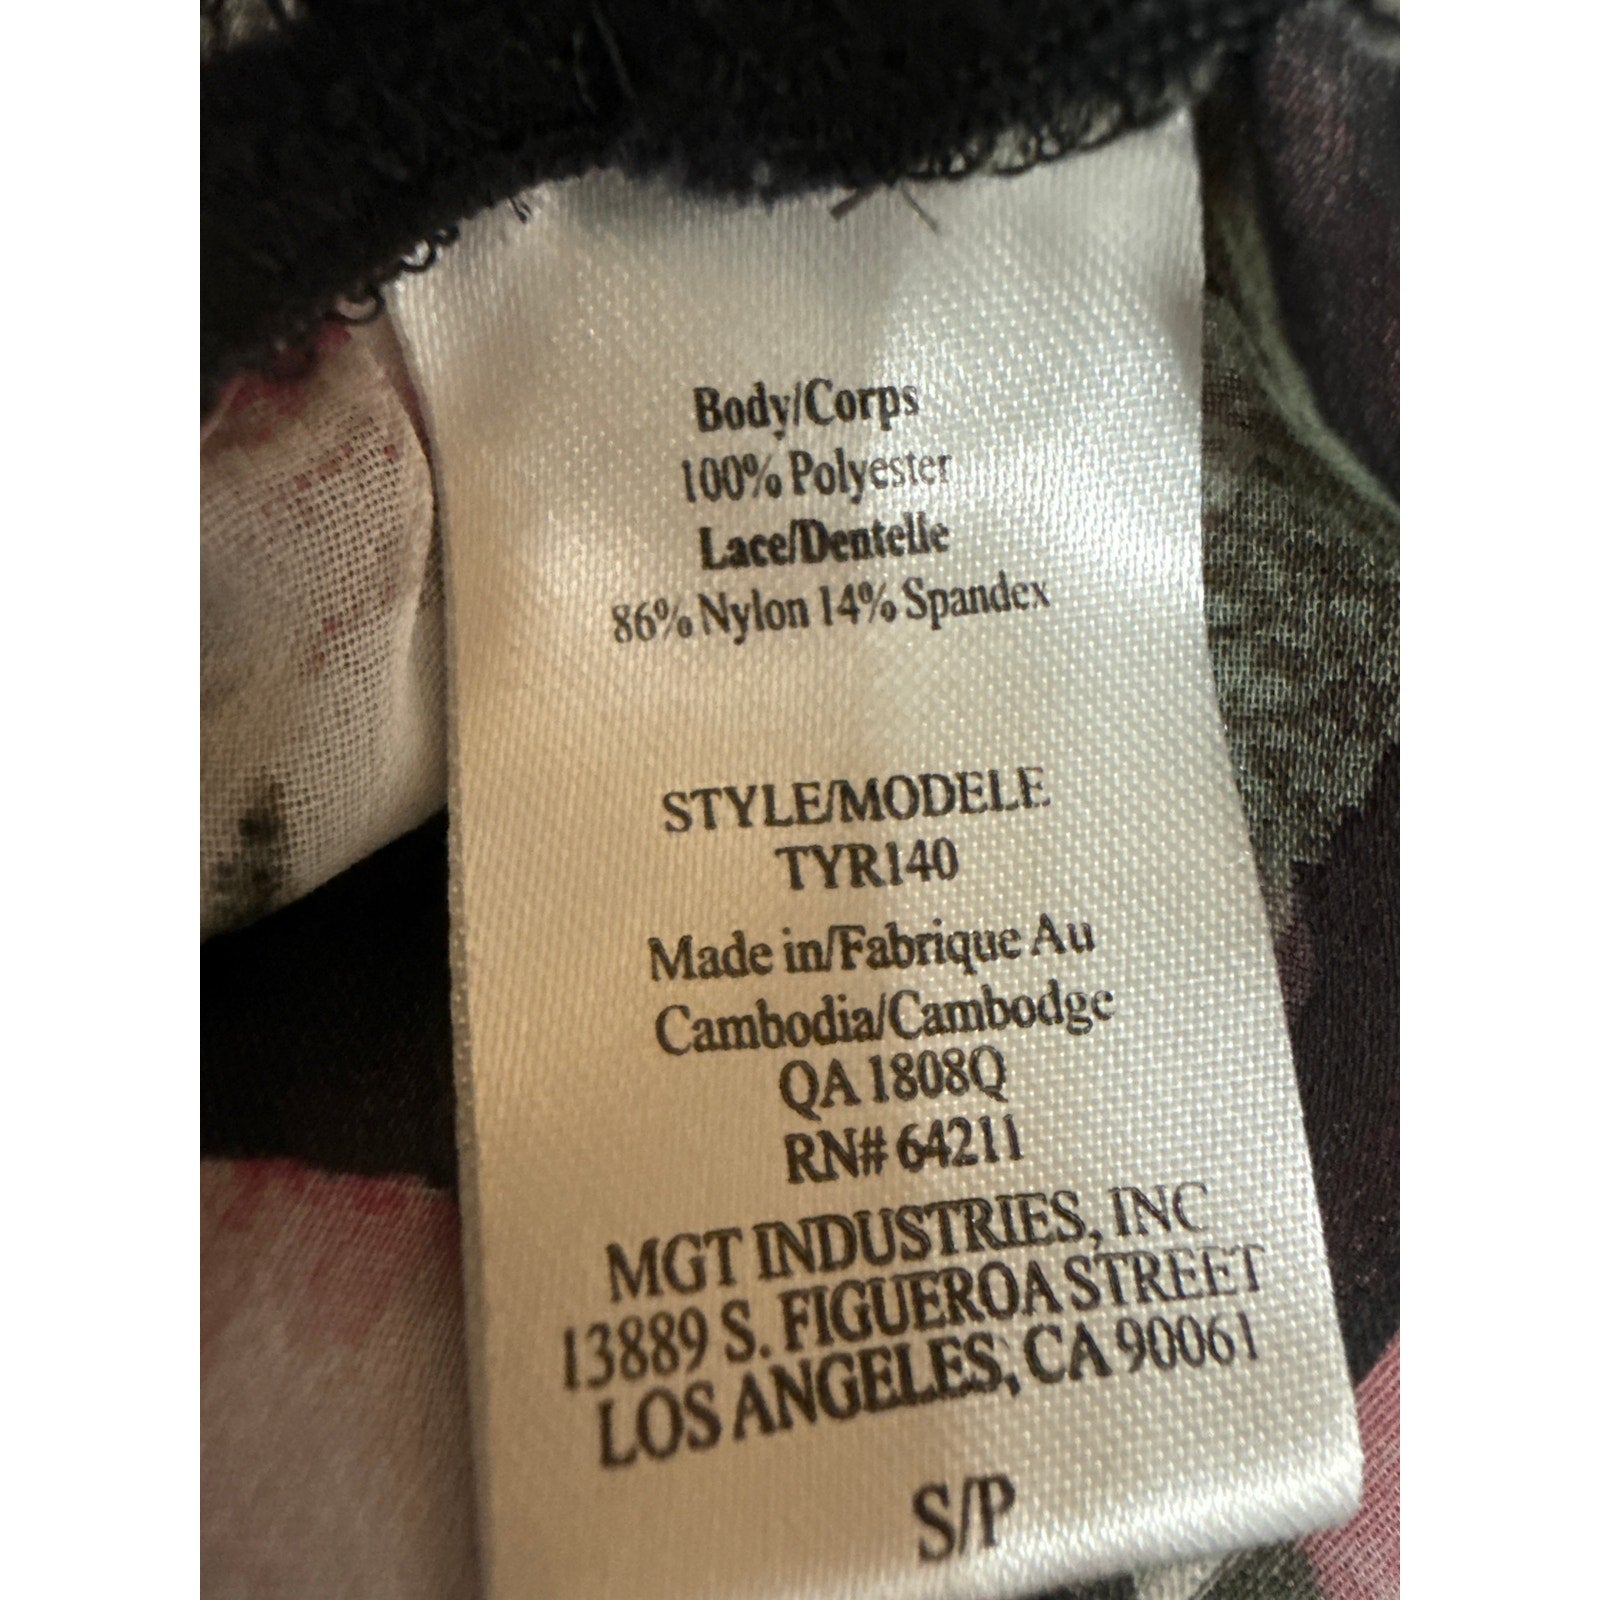 Body/Corps
100% Polyester
Lace/Dentelle
86% Nylon 14% Spandex
STYLE/MODELE
TYR140
Made in/Fabrique Au
Cambodia/Cambodge
QA 1808Q
RN# 64211
MGT INDUSTRIES, INC
13889 S. FIGUEROA STREET
LOS ANGELES, CA 90061
S/P